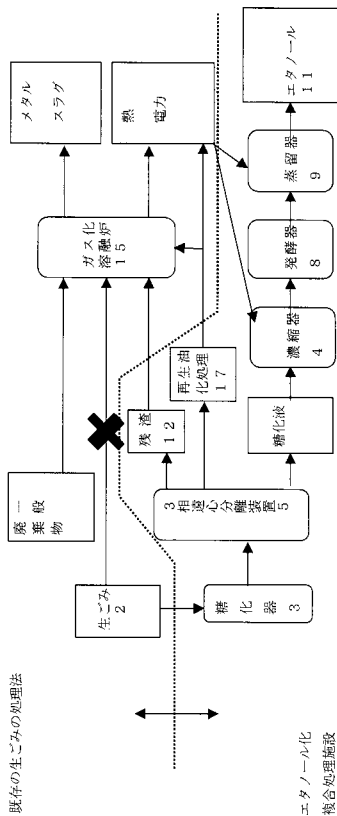 既存の生ごみの処理法
一般
廃棄物
生ごみ
2
ガス化
溶融炉
15
メタル
スラグ
熱
電力
残渣
12
再生油
化処理
17
糖化器
3
3相遠心分離装置5
糖化液
濃縮器
4
発酵器
8
蒸留器
9
エタノール
11
エタノール化
複合処理施設